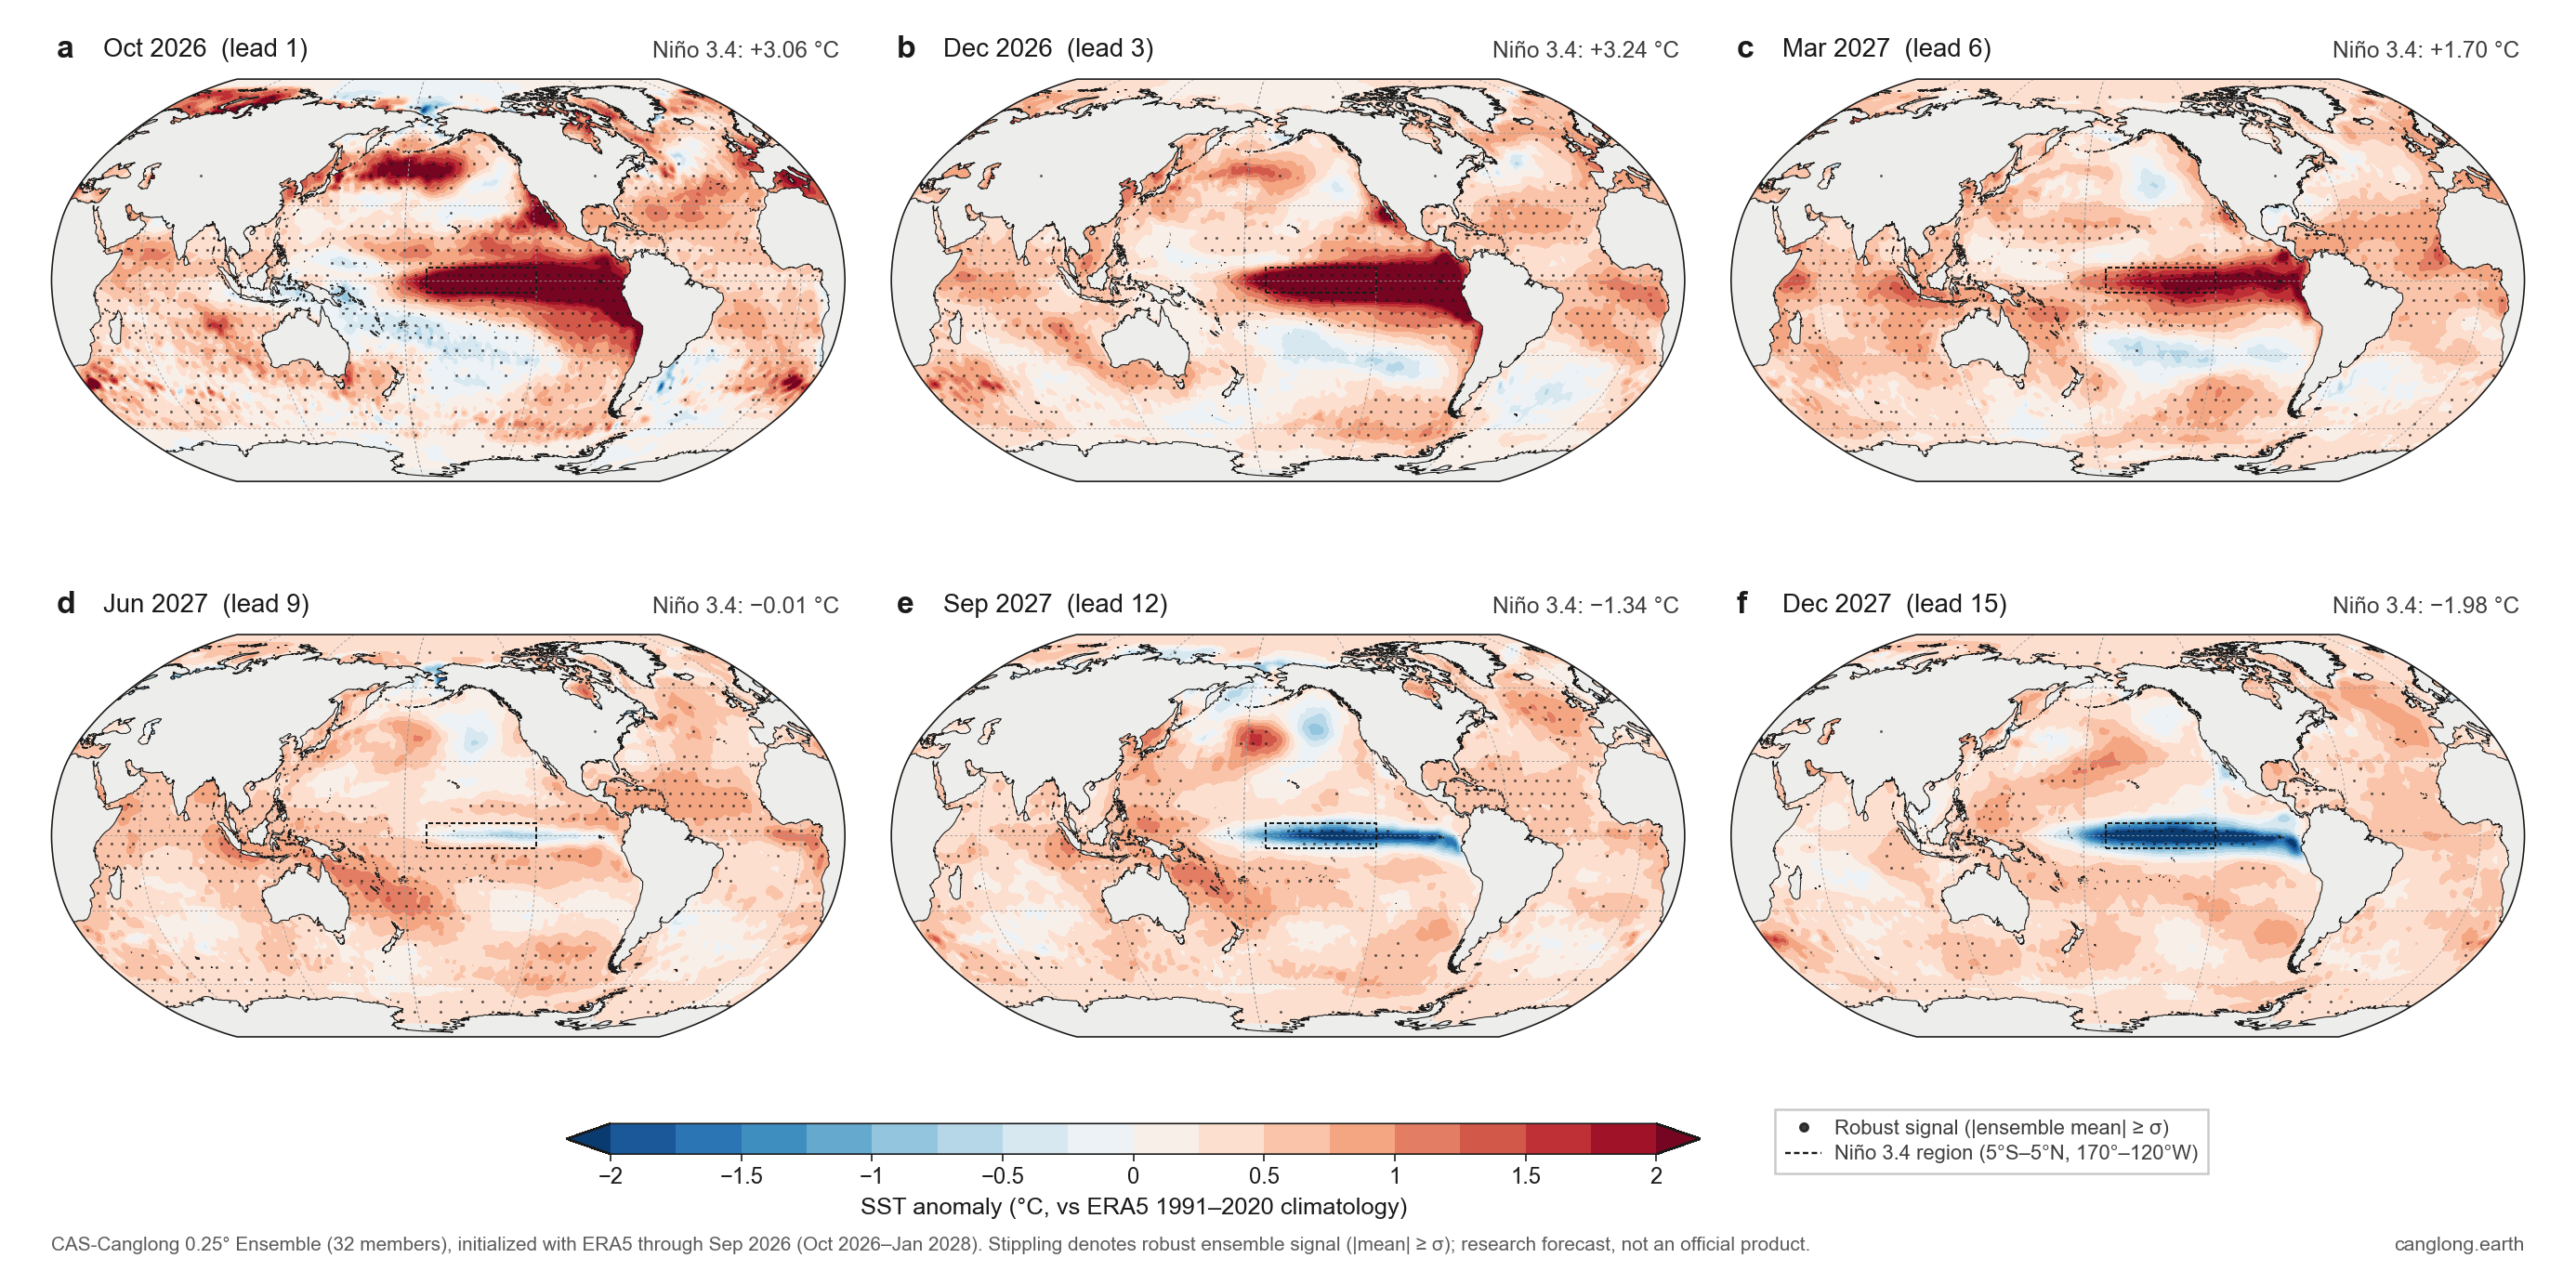 a Oct 2026 (lead 1) Niño 3.4: +3.06 °C
b Dec 2026 (lead 3) Niño 3.4: +3.24 °C
c Mar 2027 (lead 6) Niño 3.4: +1.70 °C
d Jun 2027 (lead 9) Niño 3.4: −0.01 °C
e Sep 2027 (lead 12) Niño 3.4: −1.34 °C
f Dec 2027 (lead 15) Niño 3.4: −1.98 °C
−2 −1.5 −1 −0.5 0 0.5 1 1.5 2
SST anomaly (°C, vs ERA5 1991–2020 climatology)
Robust signal (|ensemble mean| ≥ σ)
Niño 3.4 region (5°S–5°N, 170°–120°W)
CAS-Canglong 0.25° Ensemble (32 members), initialized with ERA5 through Sep 2026 (Oct 2026–Jan 2028). Stippling denotes robust ensemble signal (|mean| ≥ σ); research forecast, not an official product.
canglong.earth